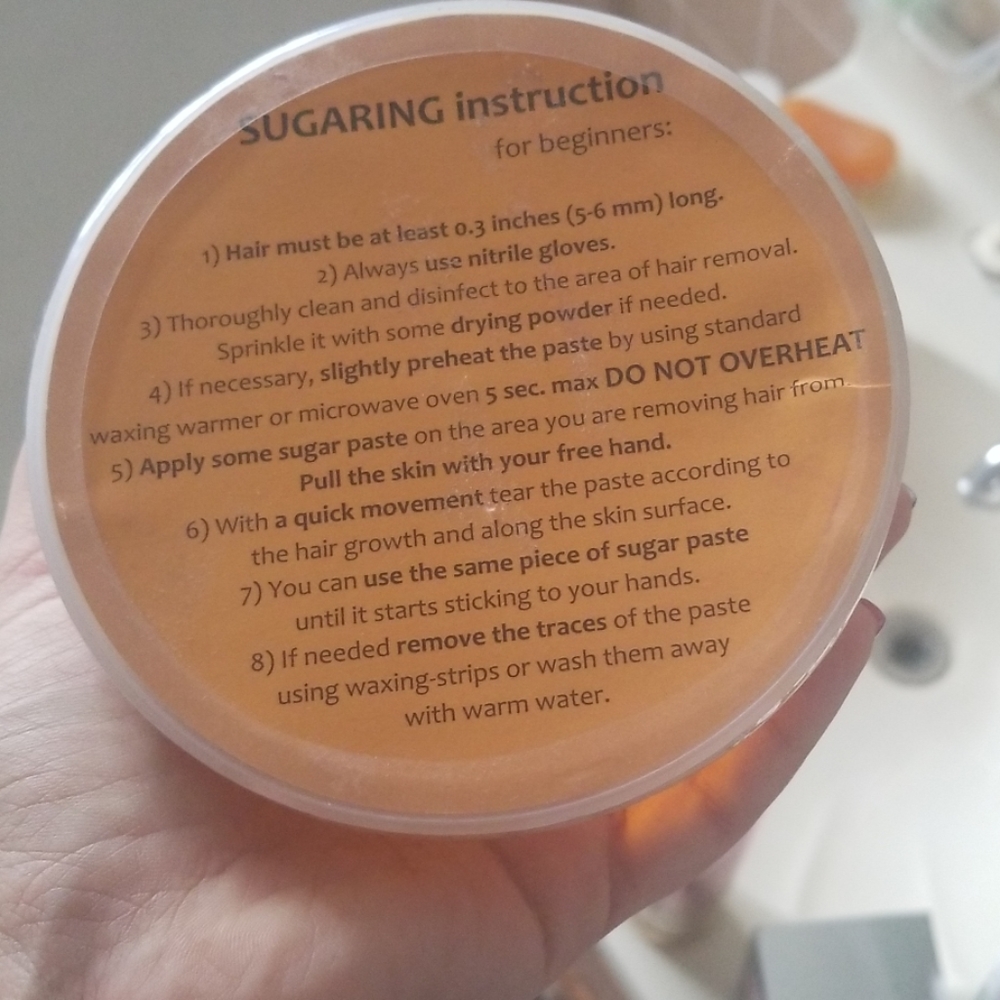 SUGARING instruction
for beginners:
1) Hair must be at least 0.3 inches (5-6 mm) long.
2) Always use nitrile gloves.
3) Thoroughly clean and disinfect to the area of hair removal.
Sprinkle it with some drying powder if needed.
4) If necessary, slightly preheat the paste by using standard
waxing warmer or microwave oven 5 sec. max DO NOT OVERHEAT
5) Apply some sugar paste on the area you are removing hair from
Pull the skin with your free hand.
6) With a quick movement tear the paste according to
the hair growth and along the skin surface.
7) You can use the same piece of sugar paste
until it starts sticking to your hands.
8) If needed remove the traces of the paste
using waxing-strips or wash them away
with warm water.